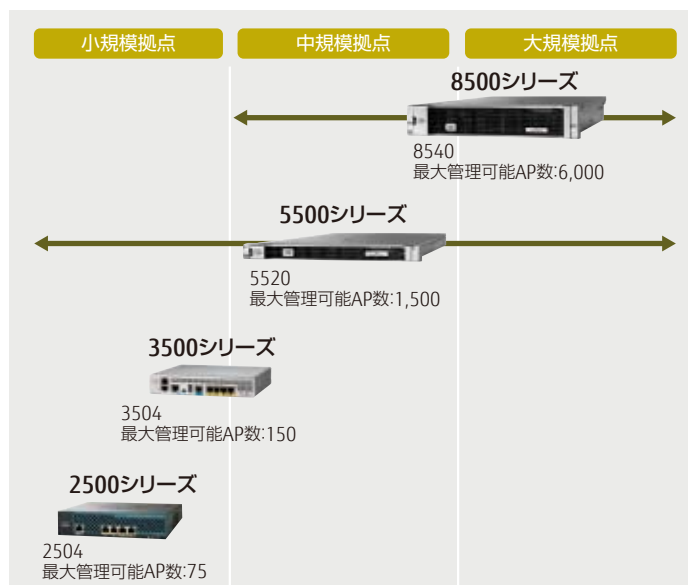 小規模拠点
中規模拠点
大規模拠点
8500シリーズ
8540
最大管理可能AP数:6,000
5500シリーズ
5520
最大管理可能AP数:1,500
3500シリーズ
3504
最大管理可能AP数:150
2500シリーズ
2504
最大管理可能AP数:75